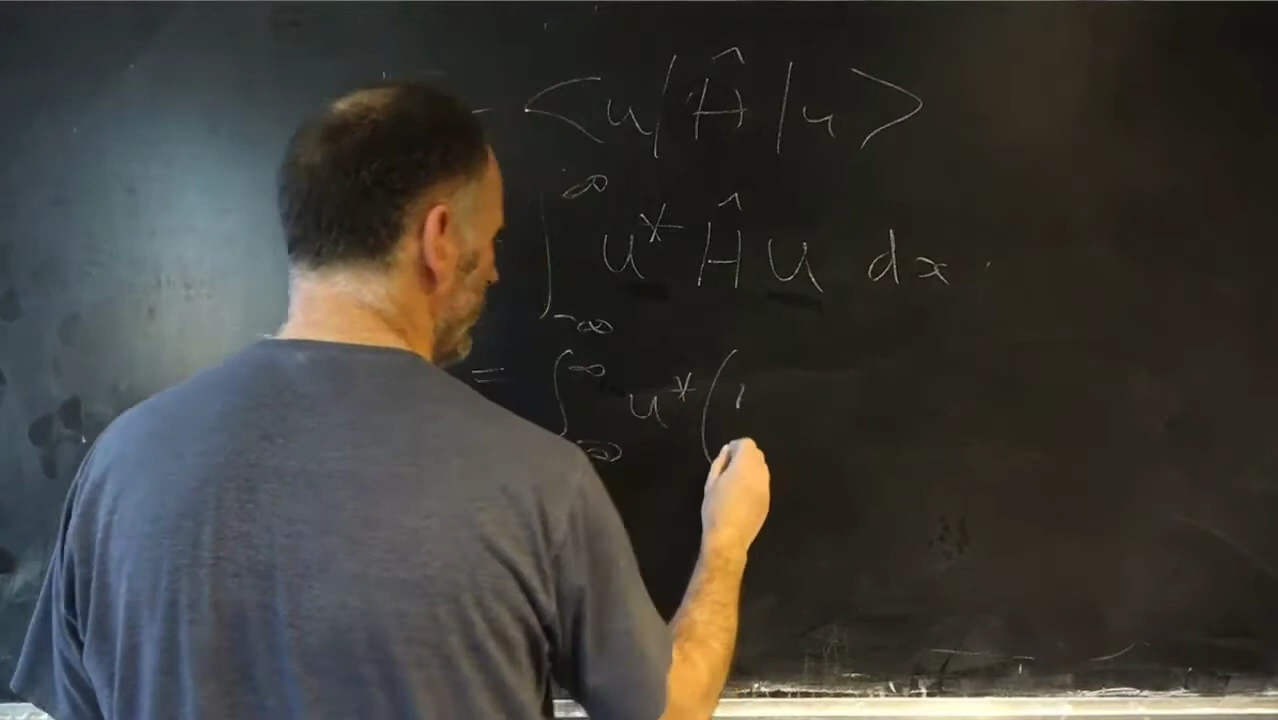 - <u|Ĥ|u>
∫_{-∞}^{∞} u* Ĥ u dx
= ∫_{-∞}^{∞} u* (